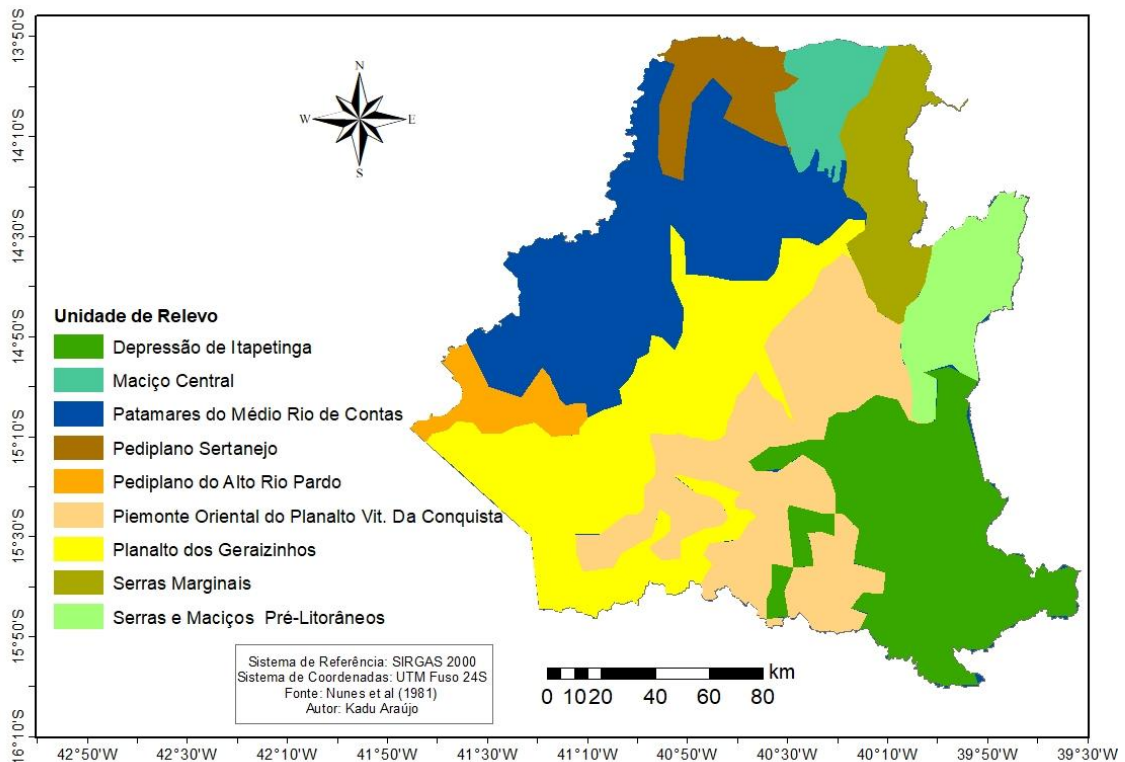 13°50'S
14°10'S
14°30'S
14°50'S
15°10'S
15°30'S
15°50'S
16°10'S
N
W
E
S
Unidade de Relevo
Depressão de Itapetinga
Maciço Central
Patamares do Médio Rio de Contas
Pediplano Sertanejo
Pediplano do Alto Rio Pardo
Piemonte Oriental do Planalto Vit. Da Conquista
Planalto dos Geraizinhos
Serras Marginais
Serras e Maciços Pré-Litorâneos
Sistema de Referência: SIRGAS 2000
Sistema de Coordenadas: UTM Fuso 24S
Fonte: Nunes et al (1981)
Autor: Kadu Araújo
km
0 10 20 40 60 80
42°50'W 42°30'W 42°10'W 41°50'W 41°30'W 41°10'W 40°50'W 40°30'W 40°10'W 39°50'W 39°30'W